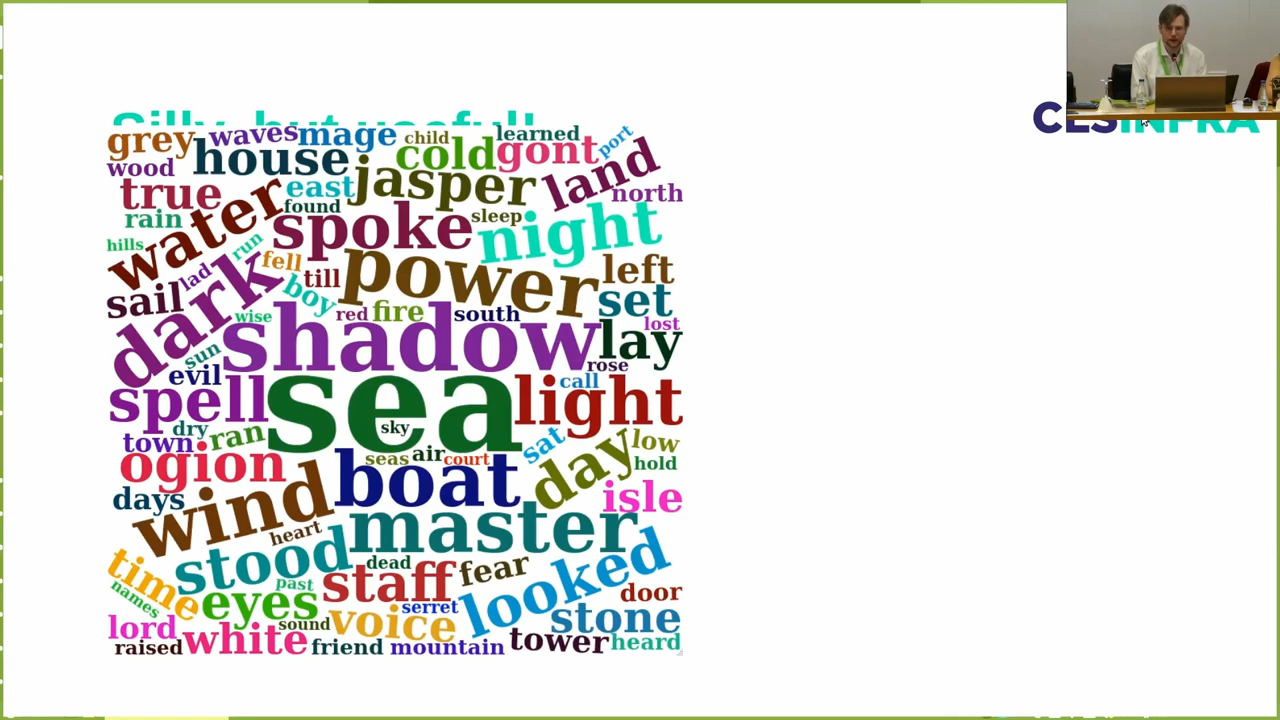 Silly, but useful!
CLSINFRA
grey waves mage child learned port
wood house cold gont land
true east jasper north
rain water found spoke sleep night
hills run fell till power left
sail lad boy red fire south set
dark wise shadow lost
sun lay rose
evil call
spell sea light
dry sky
town ran sat low
ogion seas air court day hold
days wind boat isle
heart master
time stood dead looked
names past staff fear door
eyes serret stone
lord white sound voice
raised friend mountain tower heard